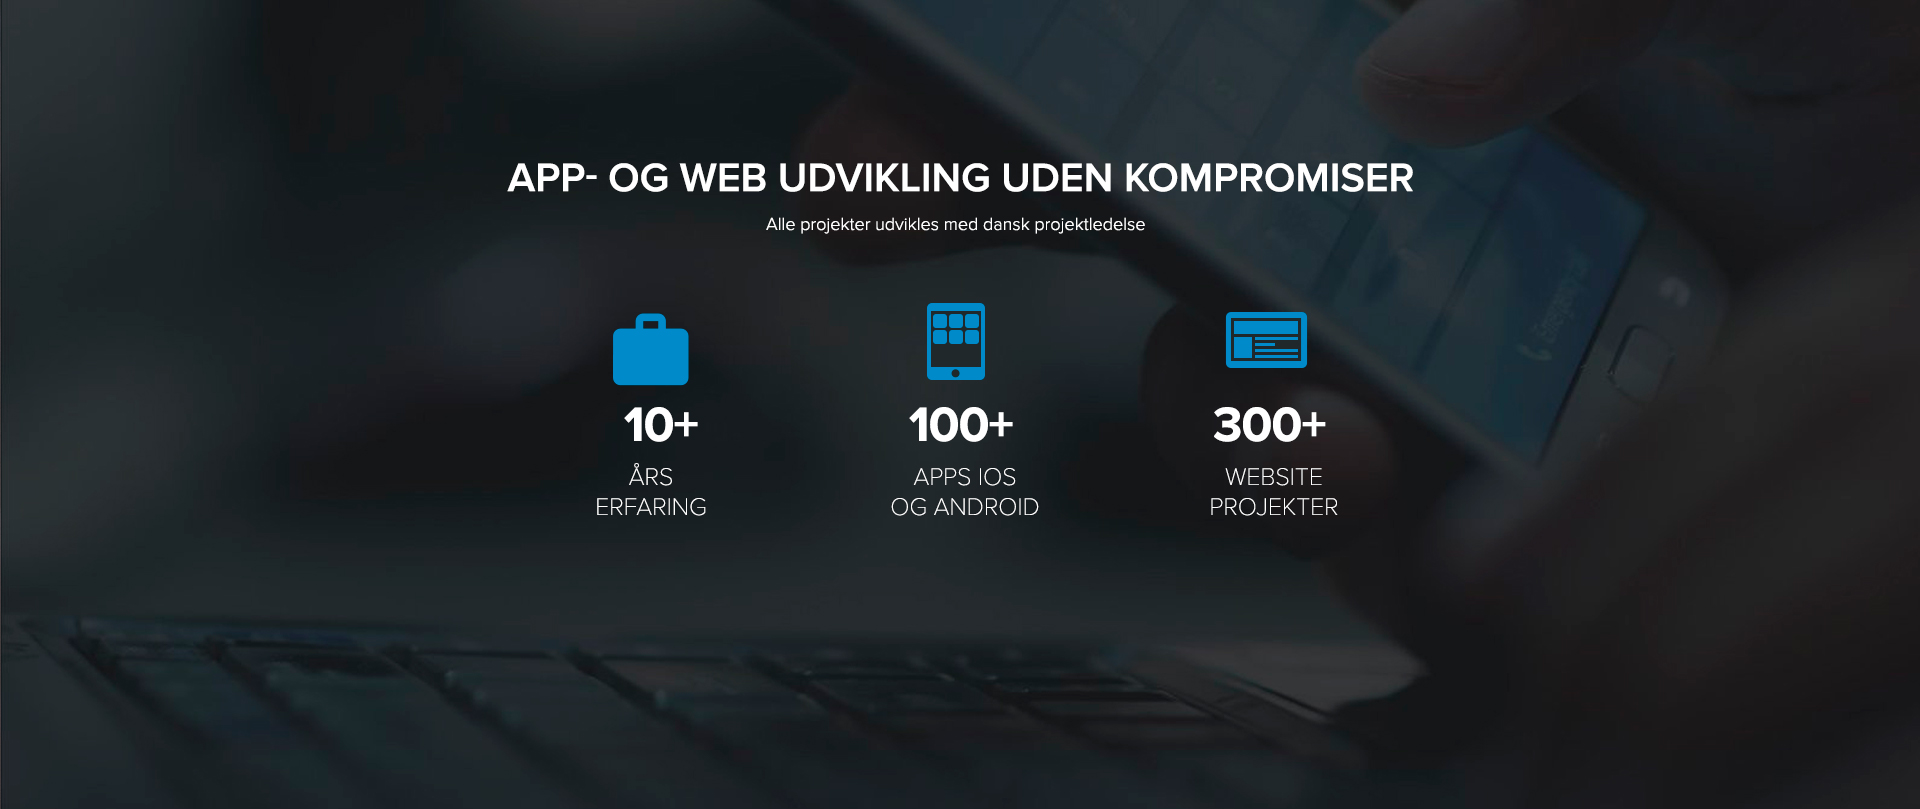 APP- OG WEB UDVIKLING UDEN KOMPROMISER
Alle projekter udvikles med dansk projektledelse
10+
ÅRS
ERFARING
100+
APPS IOS
OG ANDROID
300+
WEBSITE
PROJEKTER